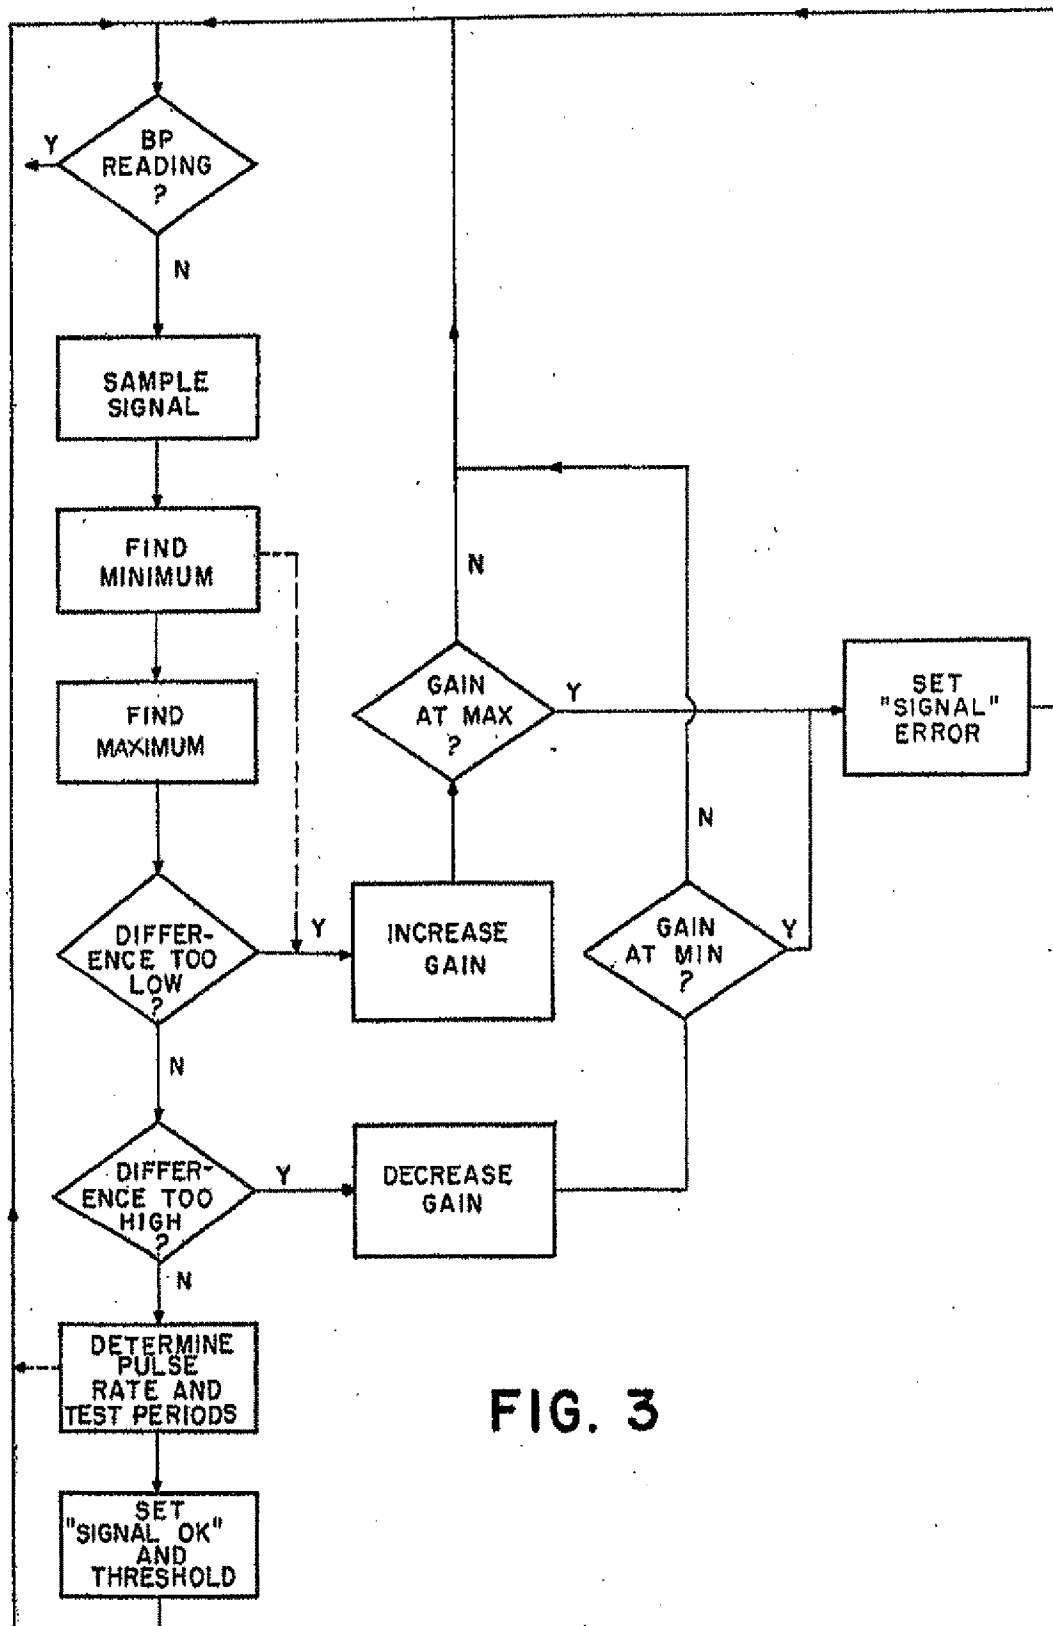 BP
READING
?
Y
N
SAMPLE
SIGNAL
FIND
MINIMUM
FIND
MAXIMUM
DIFFER-
ENCE TOO
LOW
?
Y
N
INCREASE
GAIN
GAIN
AT MAX
?
N
Y
SET
"SIGNAL"
ERROR
GAIN
AT MIN
?
N
Y
DIFFER-
ENCE TOO
HIGH
?
Y
N
DECREASE
GAIN
DETERMINE
PULSE
RATE AND
TEST PERIODS
SET
"SIGNAL OK"
AND
THRESHOLD
FIG. 3